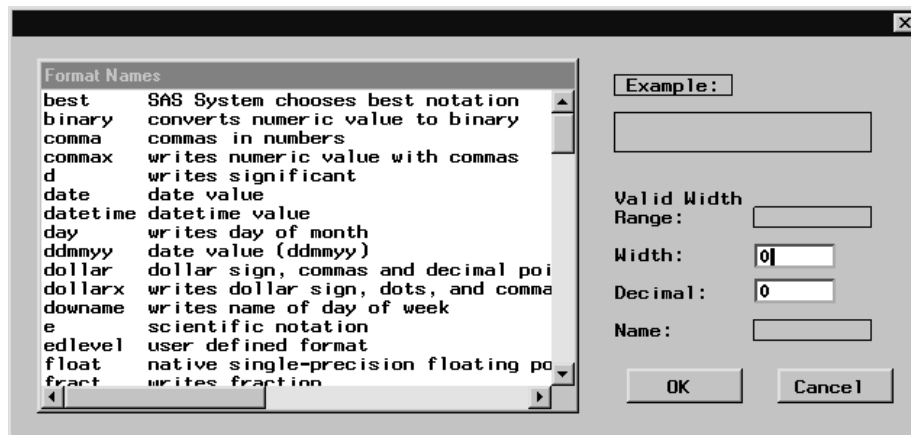 Format Names
best SAS System chooses best notation
binary converts numeric value to binary
comma commas in numbers
commax writes numeric value with commas
d writes significant
date date value
datetime datetime value
day writes day of month
ddmmyy date value (ddmmyy)
dollar dollar sign, commas and decimal poi
dollarx writes dollar sign, dots, and comma
downame writes name of day of week
e scientific notation
edlevel user defined format
float native single-precision floating po
fract writes fraction
Example:
Valid Width
Range:
Width: 0
Decimal: 0
Name:
OK Cancel